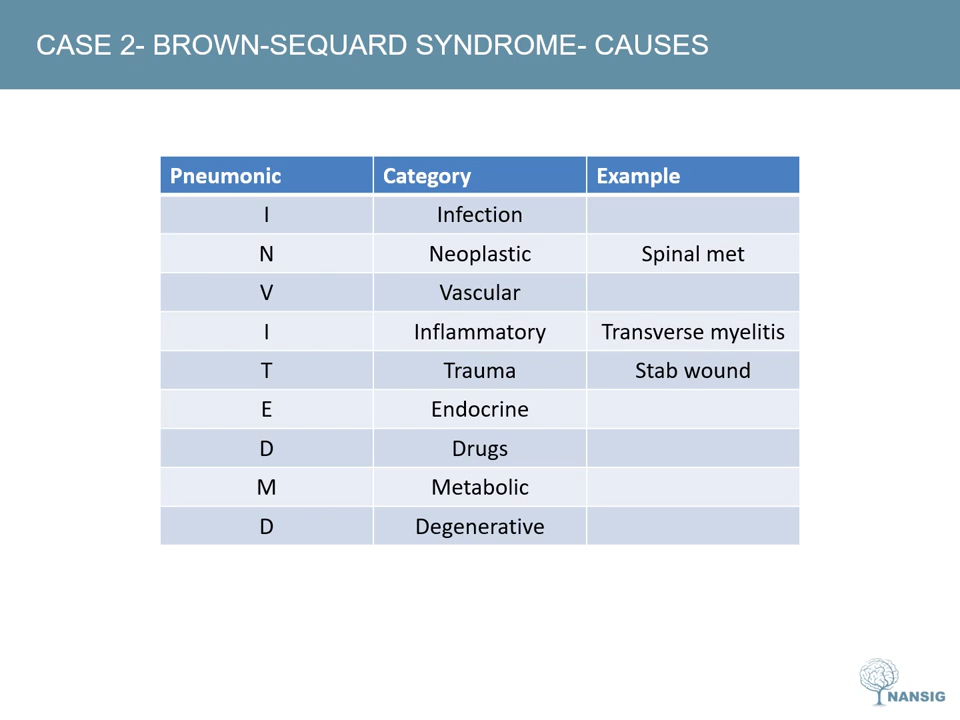 CASE 2- BROWN-SEQUARD SYNDROME- CAUSES
Pneumonic Category Example
I Infection
N Neoplastic Spinal met
V Vascular
I Inflammatory Transverse myelitis
T Trauma Stab wound
E Endocrine
D Drugs
M Metabolic
D Degenerative
NANSIG